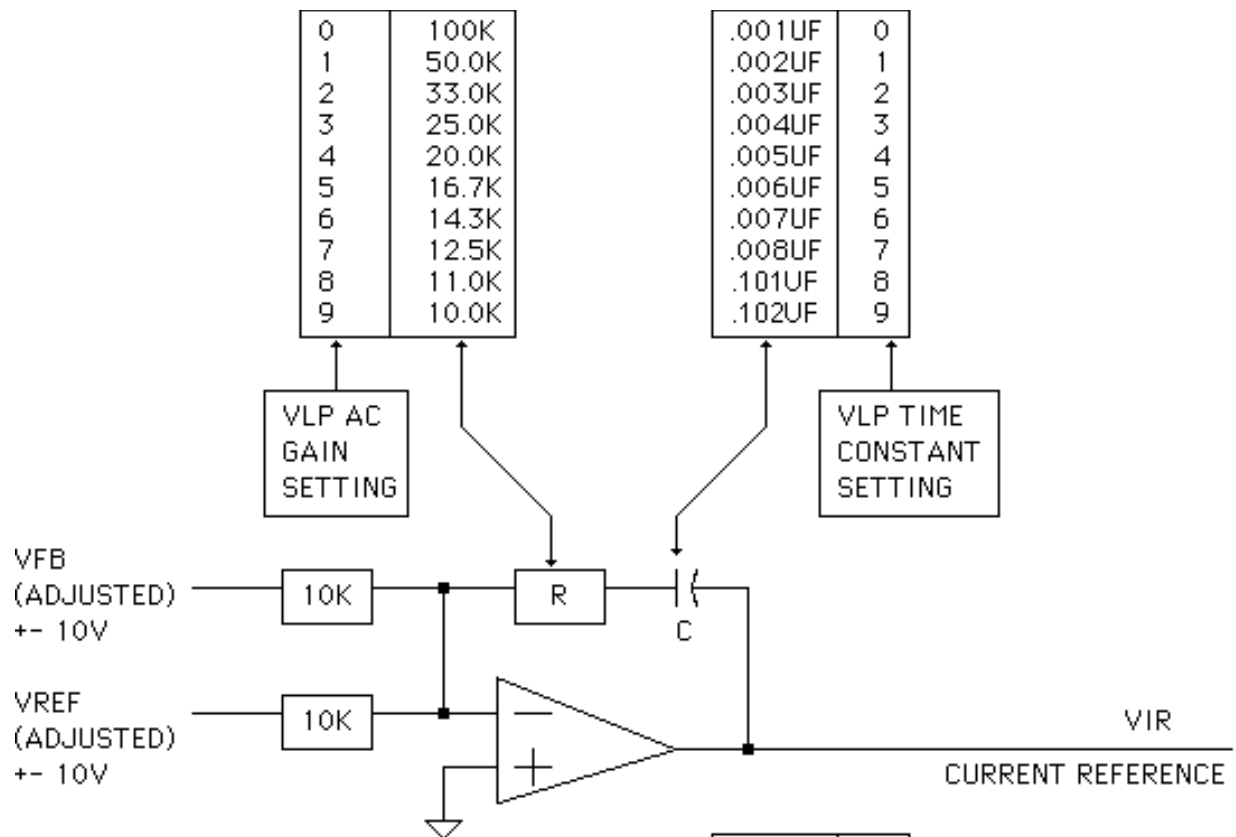 0 100K
1 50.0K
2 33.0K
3 25.0K
4 20.0K
5 16.7K
6 14.3K
7 12.5K
8 11.0K
9 10.0K
.001UF 0
.002UF 1
.003UF 2
.004UF 3
.005UF 4
.006UF 5
.007UF 6
.008UF 7
.101UF 8
.102UF 9
VLP AC
GAIN
SETTING
VLP TIME
CONSTANT
SETTING
VFB
(ADJUSTED)
+- 10V
10K
R
C
VREF
(ADJUSTED)
+- 10V
10K
−
+
VIR
CURRENT REFERENCE